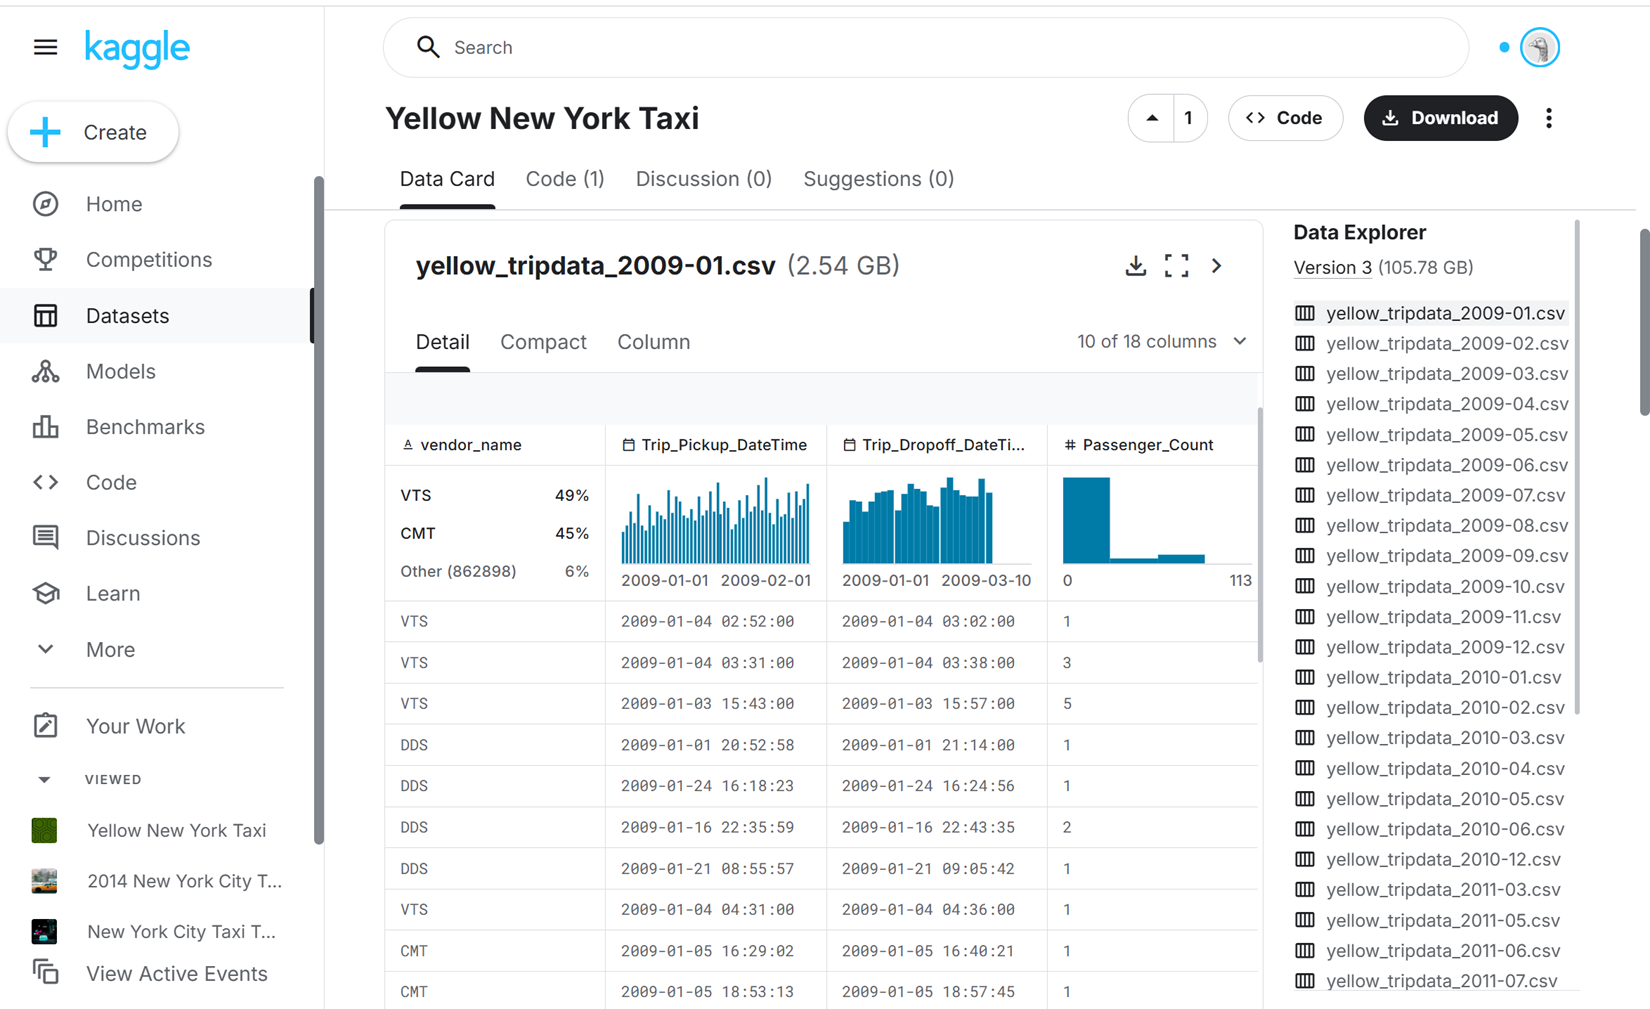 kaggle
Search
Create
Home
Competitions
Datasets
Models
Benchmarks
Code
Discussions
Learn
More
Your Work
VIEWED
Yellow New York Taxi
2014 New York City T...
New York City Taxi T...
View Active Events
Yellow New York Taxi
1
Code
Download
Data Card Code (1) Discussion (0) Suggestions (0)
yellow_tripdata_2009-01.csv (2.54 GB)
Detail Compact Column 10 of 18 columns
vendor_name Trip_Pickup_DateTime Trip_Dropoff_DateTi... # Passenger_Count
VTS 49%
CMT 45%
Other (862898) 6%
2009-01-01 2009-02-01 2009-01-01 2009-03-10 0 113
VTS 2009-01-04 02:52:00 2009-01-04 03:02:00 1
VTS 2009-01-04 03:31:00 2009-01-04 03:38:00 3
VTS 2009-01-03 15:43:00 2009-01-03 15:57:00 5
DDS 2009-01-01 20:52:58 2009-01-01 21:14:00 1
DDS 2009-01-24 16:18:23 2009-01-24 16:24:56 1
DDS 2009-01-16 22:35:59 2009-01-16 22:43:35 2
DDS 2009-01-21 08:55:57 2009-01-21 09:05:42 1
VTS 2009-01-04 04:31:00 2009-01-04 04:36:00 1
CMT 2009-01-05 16:29:02 2009-01-05 16:40:21 1
CMT 2009-01-05 18:53:13 2009-01-05 18:57:45 1
Data Explorer
Version 3 (105.78 GB)
yellow_tripdata_2009-01.csv
yellow_tripdata_2009-02.csv
yellow_tripdata_2009-03.csv
yellow_tripdata_2009-04.csv
yellow_tripdata_2009-05.csv
yellow_tripdata_2009-06.csv
yellow_tripdata_2009-07.csv
yellow_tripdata_2009-08.csv
yellow_tripdata_2009-09.csv
yellow_tripdata_2009-10.csv
yellow_tripdata_2009-11.csv
yellow_tripdata_2009-12.csv
yellow_tripdata_2010-01.csv
yellow_tripdata_2010-02.csv
yellow_tripdata_2010-03.csv
yellow_tripdata_2010-04.csv
yellow_tripdata_2010-05.csv
yellow_tripdata_2010-06.csv
yellow_tripdata_2010-12.csv
yellow_tripdata_2011-03.csv
yellow_tripdata_2011-05.csv
yellow_tripdata_2011-06.csv
yellow_tripdata_2011-07.csv